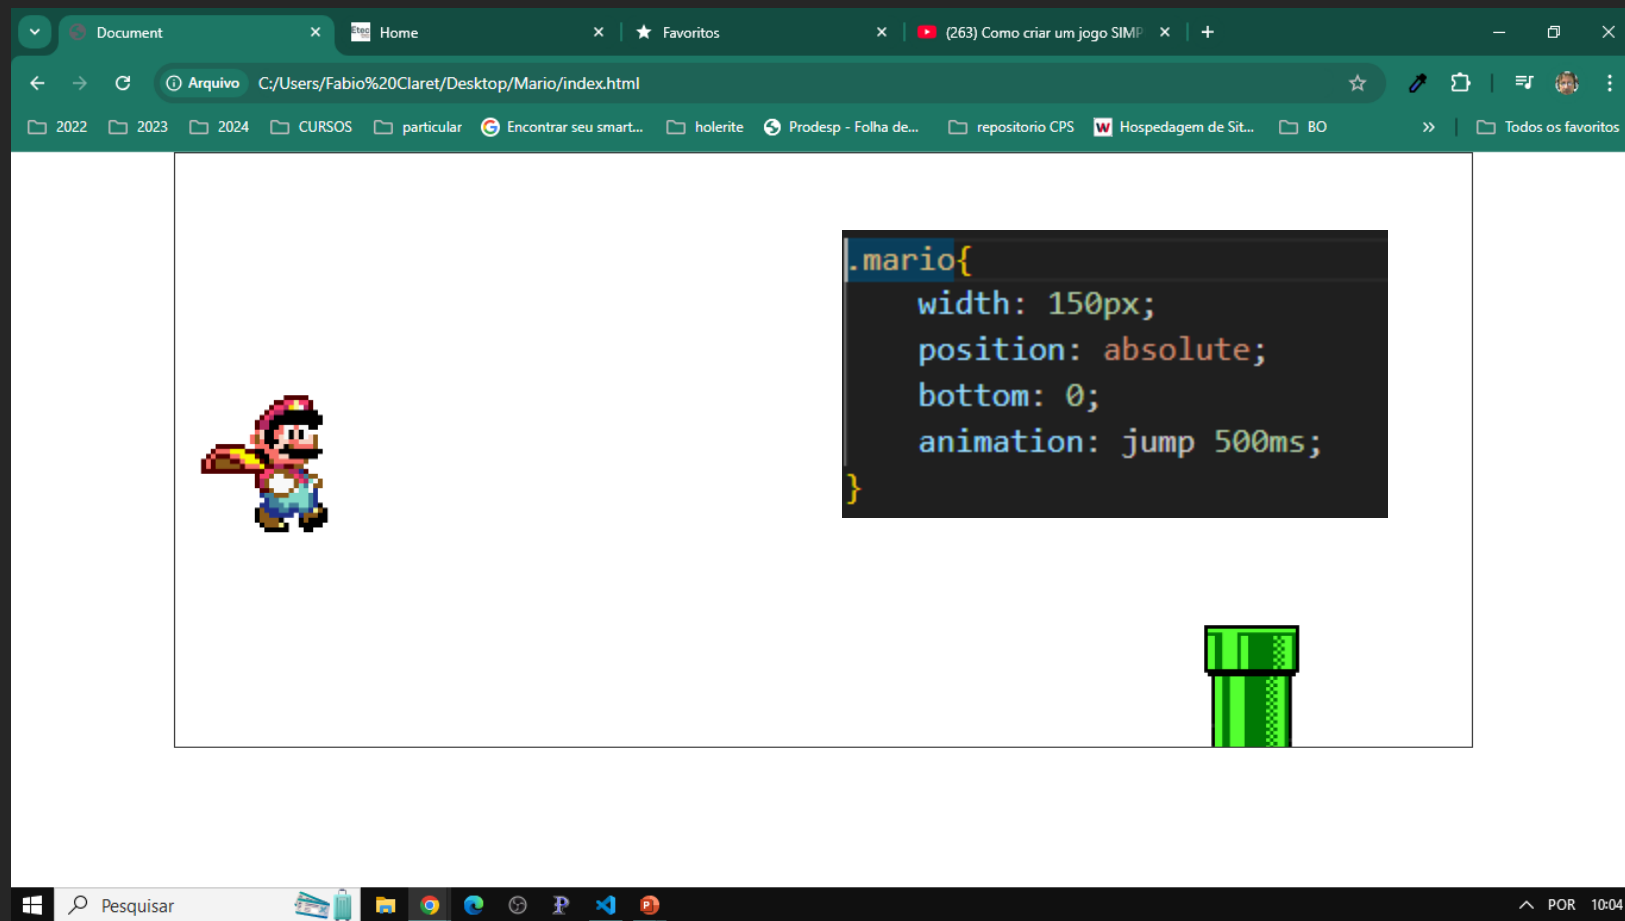 Document
Etec Home
Favoritos
(263) Como criar um jogo SIMP
Arquivo C:/Users/Fabio%20Claret/Desktop/Mario/index.html
2022 2023 2024 CURSOS particular Encontrar seu smart... holerite Prodesp - Folha de... repositorio CPS W Hospedagem de Sit... BO » Todos os favoritos
.mario{
width: 150px;
position: absolute;
bottom: 0;
animation: jump 500ms;
}
Pesquisar
POR 10:04